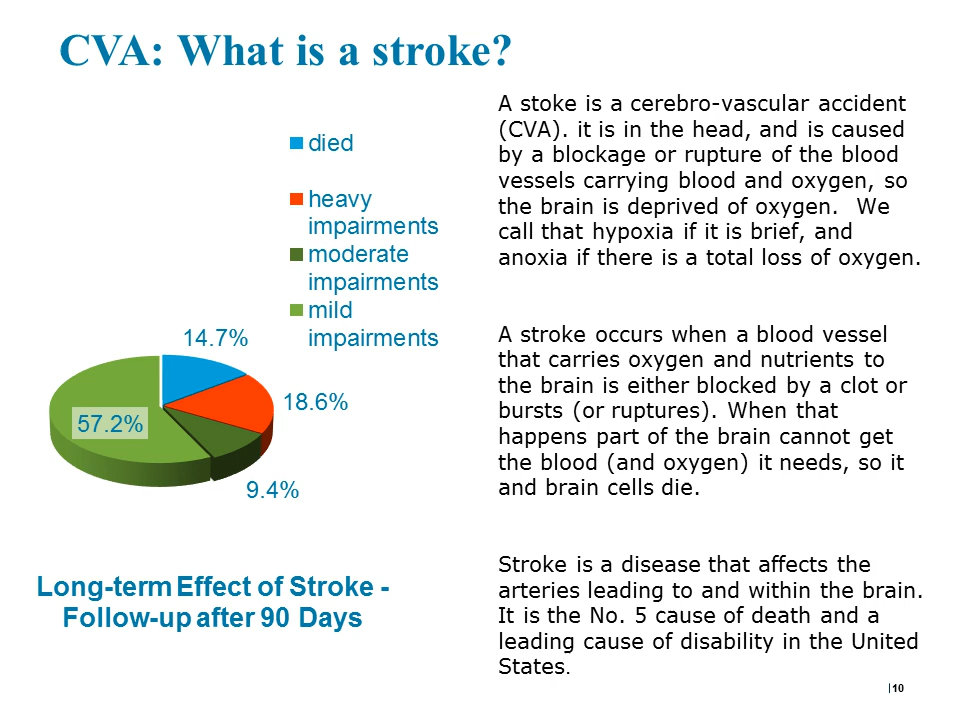 CVA: What is a stroke?
died
heavy
impairments
moderate
impairments
mild
impairments
14.7%
18.6%
57.2%
9.4%
Long-term Effect of Stroke -
Follow-up after 90 Days
A stoke is a cerebro-vascular accident
(CVA). it is in the head, and is caused
by a blockage or rupture of the blood
vessels carrying blood and oxygen, so
the brain is deprived of oxygen.  We
call that hypoxia if it is brief, and
anoxia if there is a total loss of oxygen.
A stroke occurs when a blood vessel
that carries oxygen and nutrients to
the brain is either blocked by a clot or
bursts (or ruptures). When that
happens part of the brain cannot get
the blood (and oxygen) it needs, so it
and brain cells die.
Stroke is a disease that affects the
arteries leading to and within the brain.
It is the No. 5 cause of death and a
leading cause of disability in the United
States.
|10